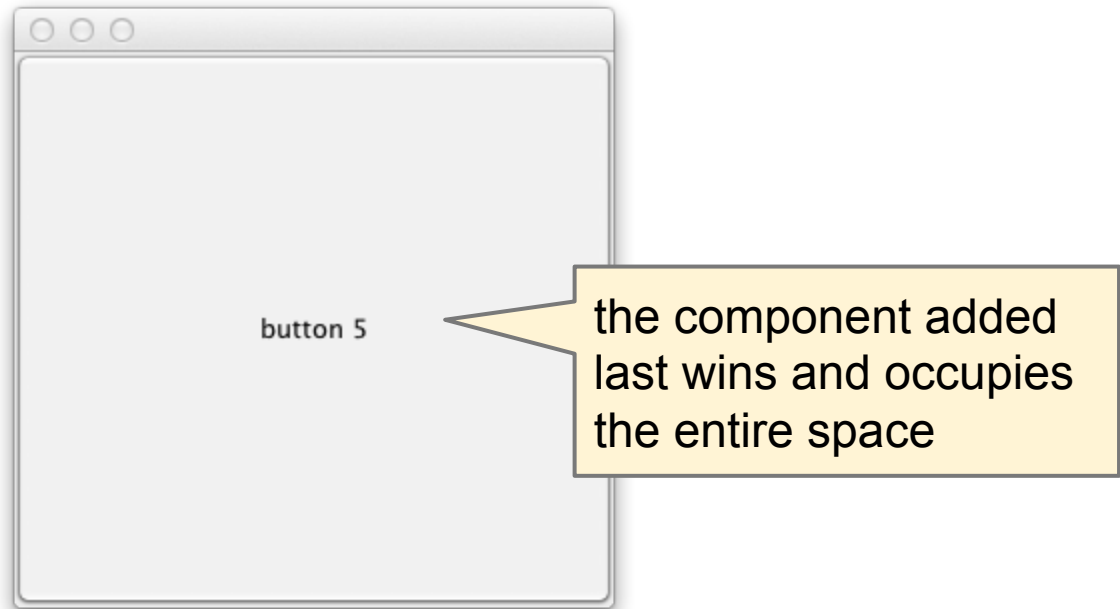 button 5
the component added
last wins and occupies
the entire space